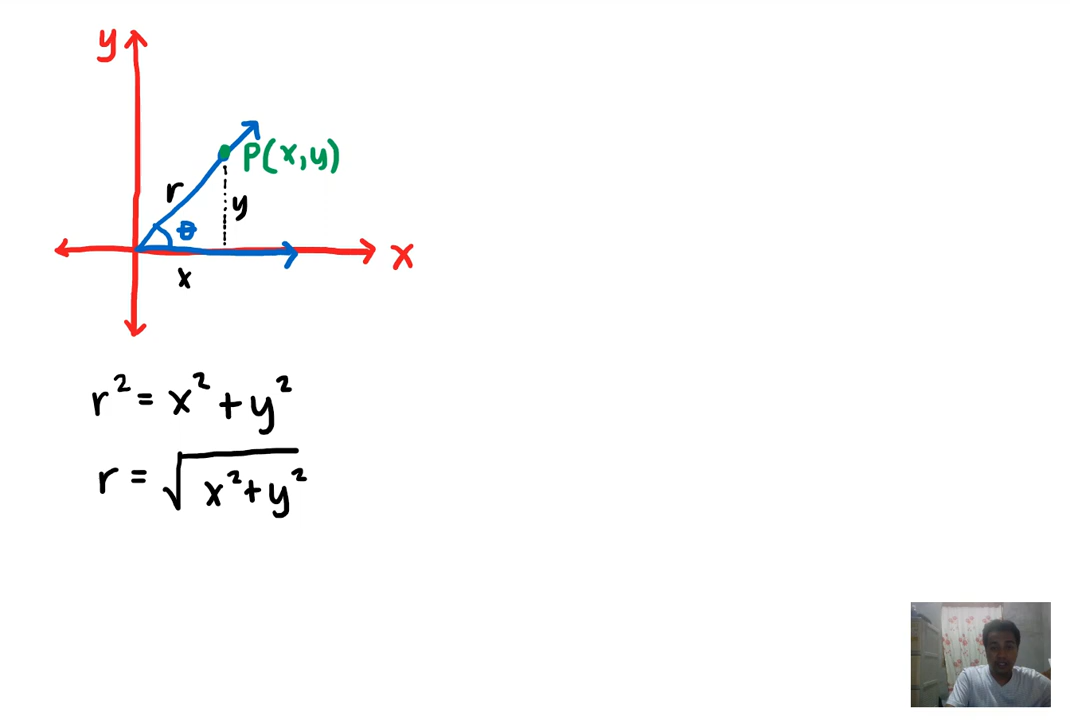 y
P(x,y)
r
y
θ
x
x
r² = x² + y²
r = √x²+y²